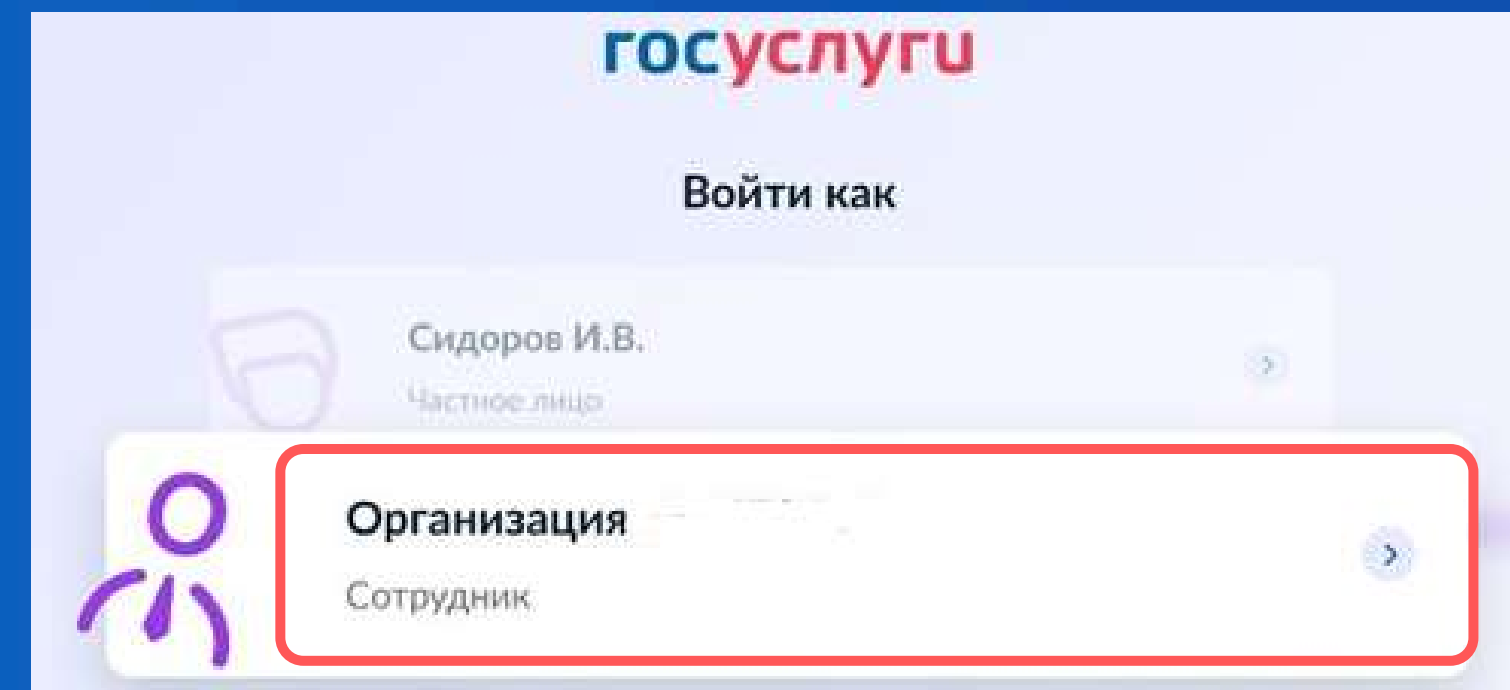 госуслуги
Войти как
Сидоров И.В.
Частное лицо
Организация
Сотрудник